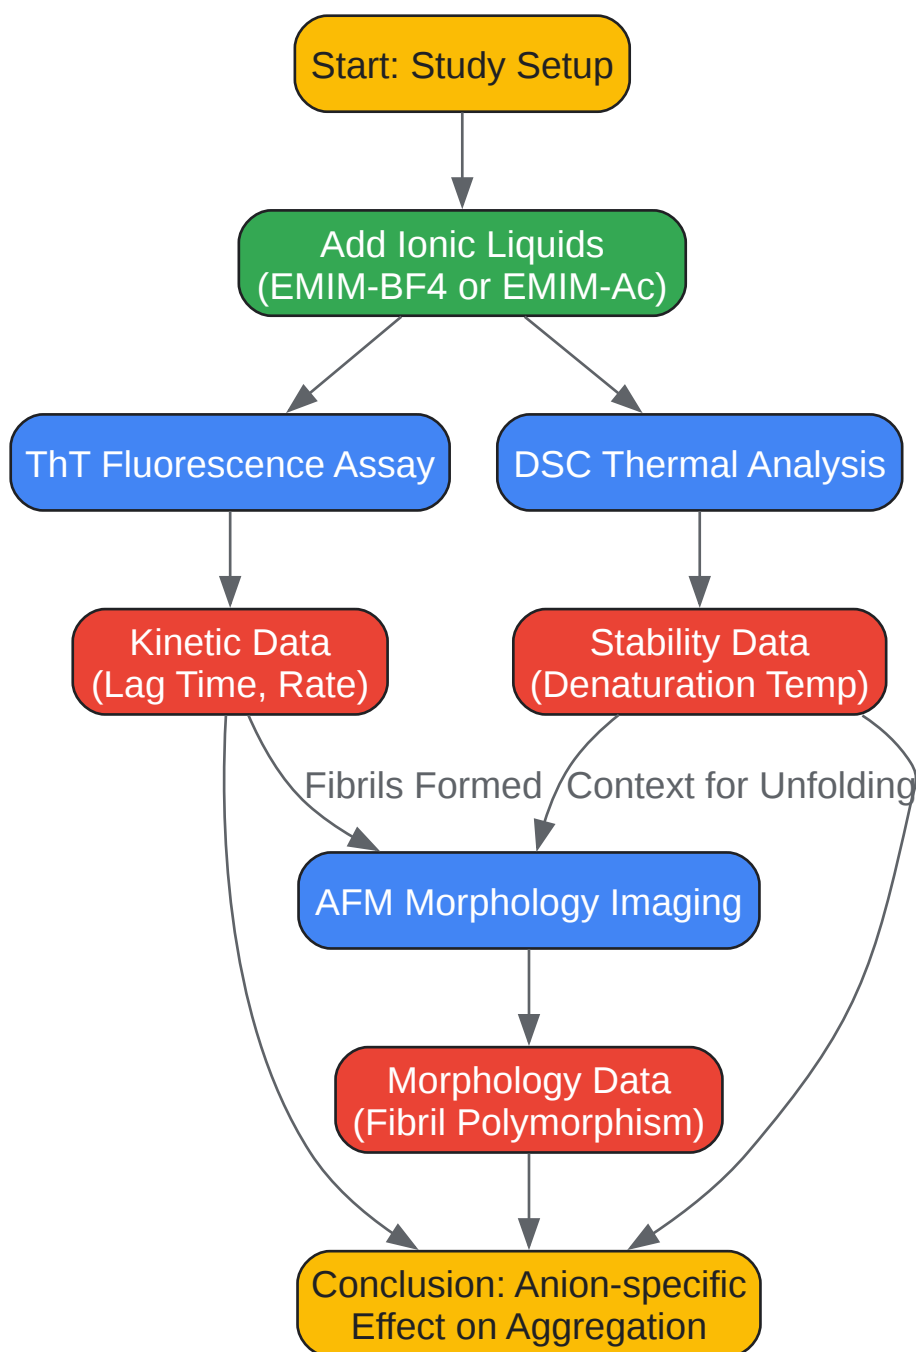 Start: Study Setup
Add Ionic Liquids
(EMIM-BF4 or EMIM-Ac)
ThT Fluorescence Assay
DSC Thermal Analysis
Kinetic Data
(Lag Time, Rate)
Stability Data
(Denaturation Temp)
Fibrils Formed
Context for Unfolding
AFM Morphology Imaging
Morphology Data
(Fibril Polymorphism)
Conclusion: Anion-specific
Effect on Aggregation